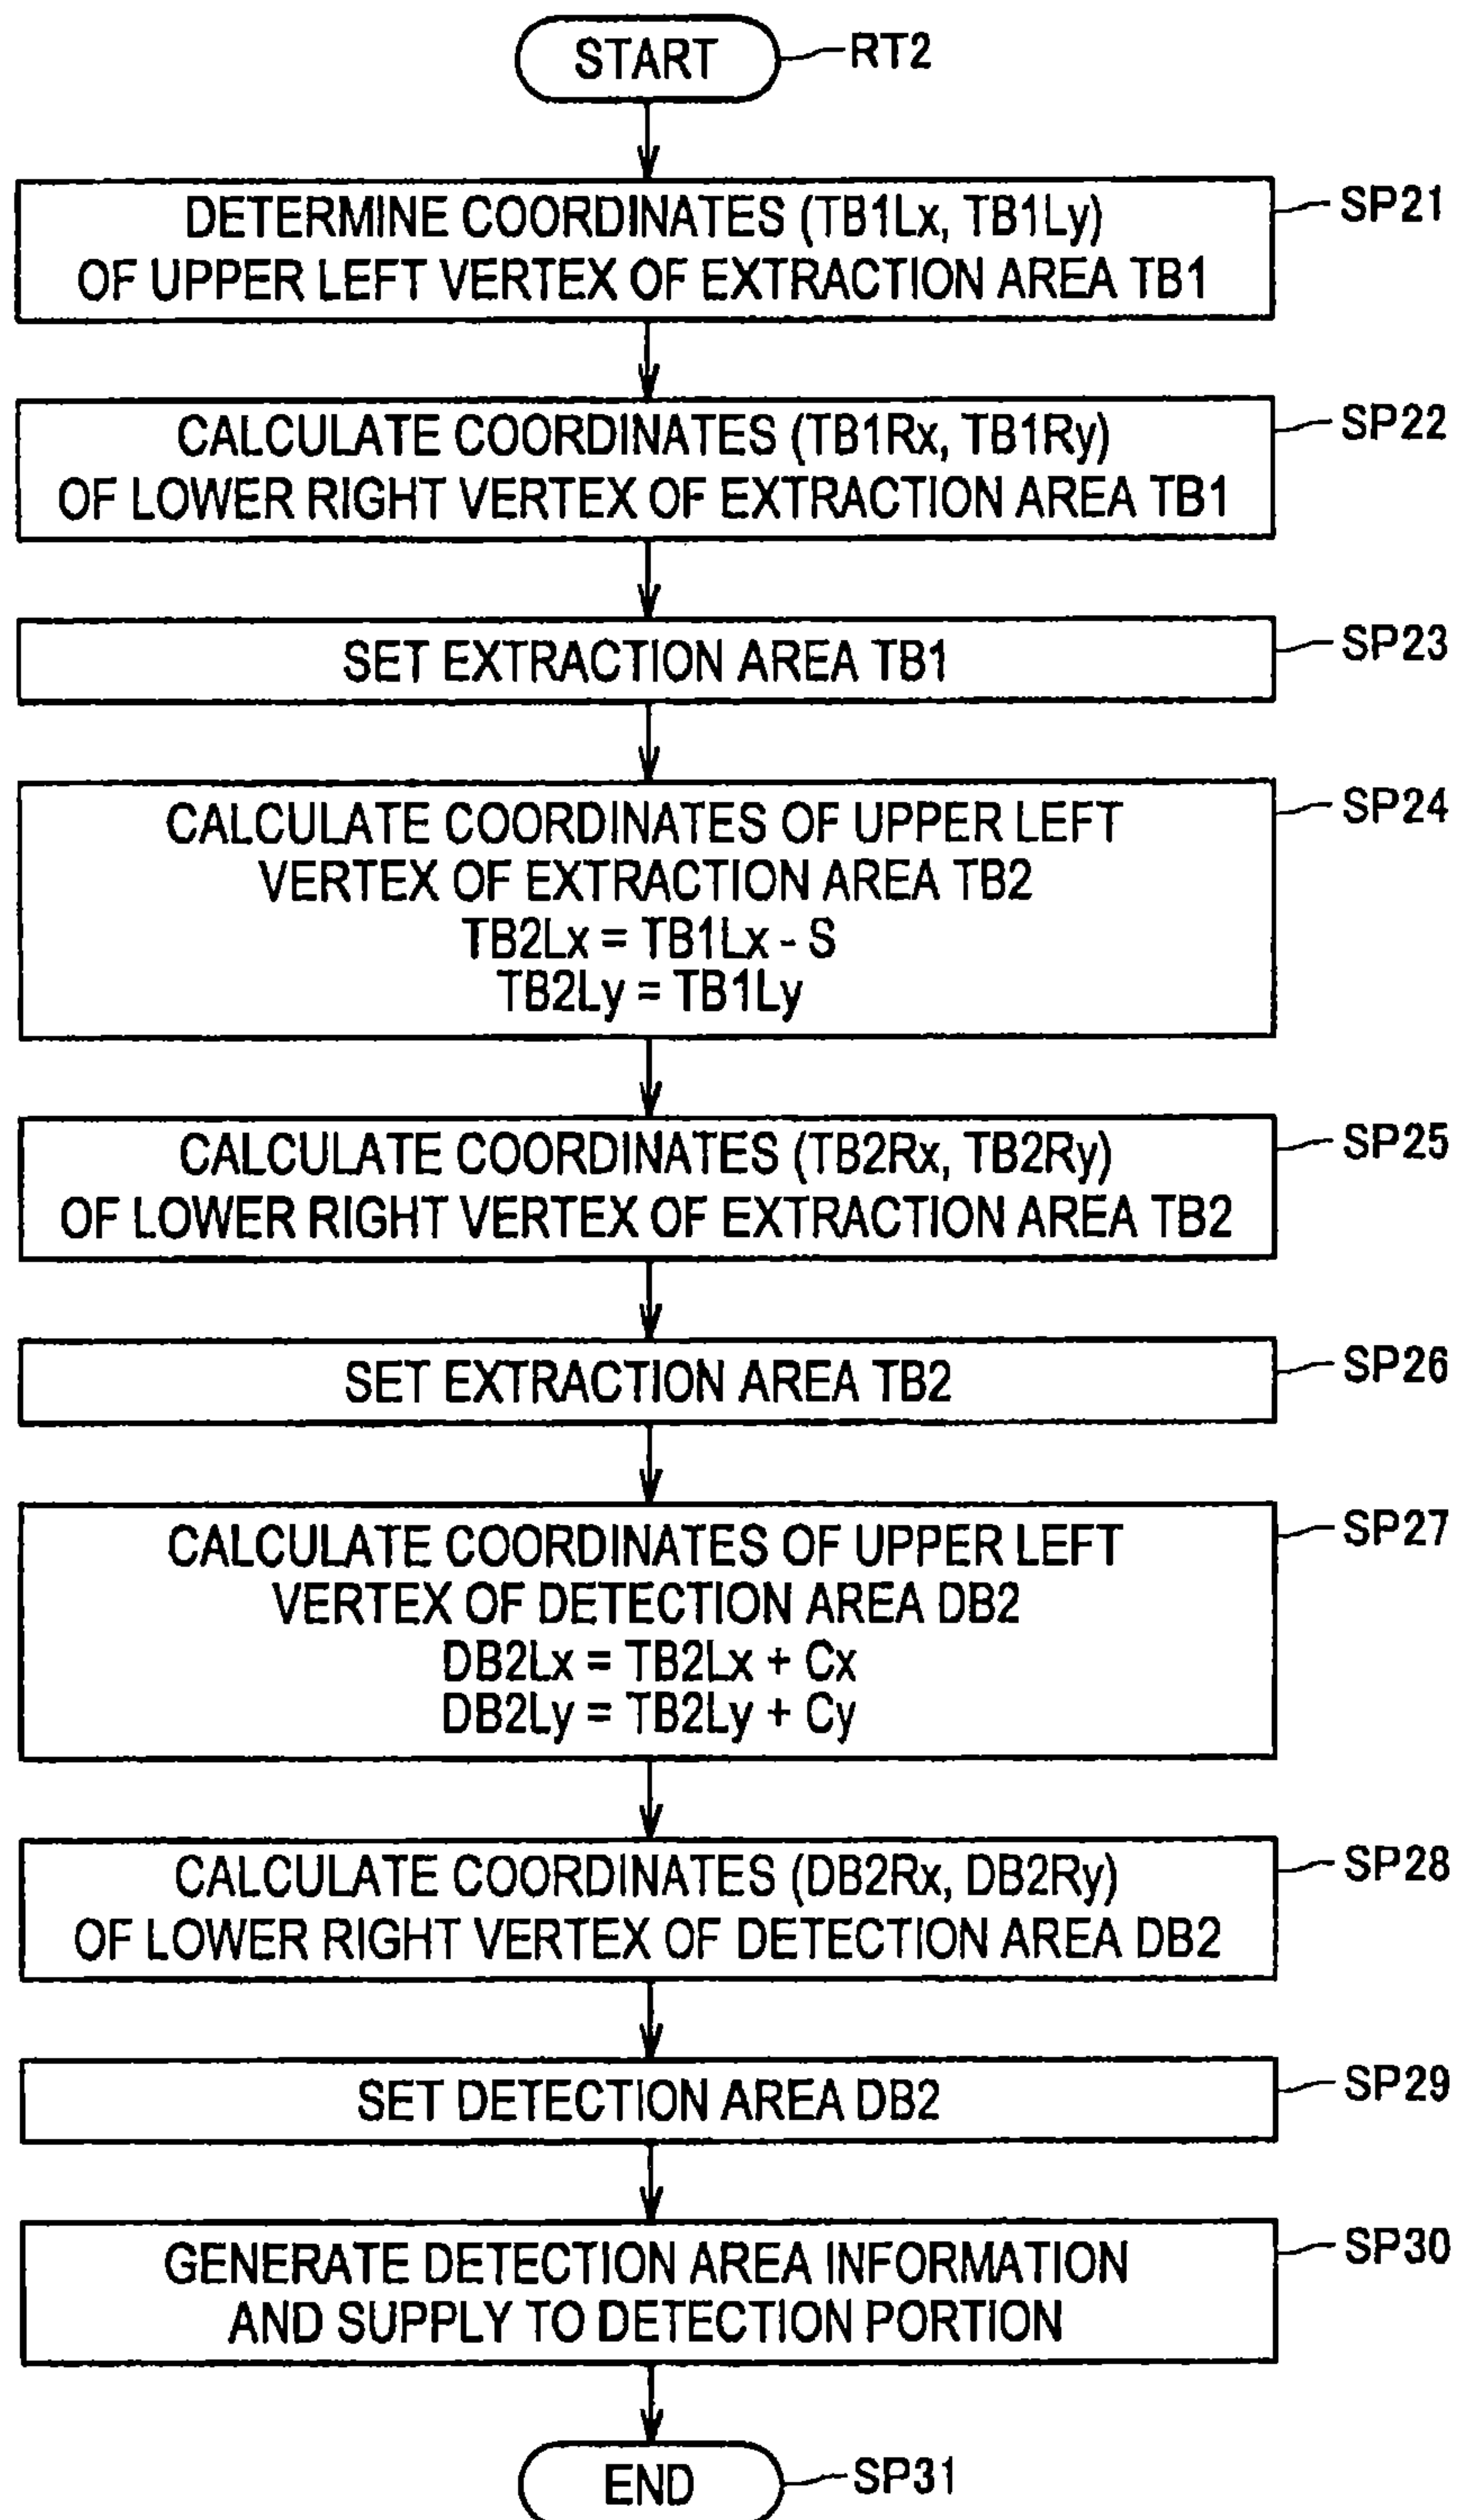 START
RT2
DETERMINE COORDINATES (TB1Lx, TB1Ly)
OF UPPER LEFT VERTEX OF EXTRACTION AREA TB1
SP21
CALCULATE COORDINATES (TB1Rx, TB1Ry)
OF LOWER RIGHT VERTEX OF EXTRACTION AREA TB1
SP22
SET EXTRACTION AREA TB1
SP23
CALCULATE COORDINATES OF UPPER LEFT
VERTEX OF EXTRACTION AREA TB2
TB2Lx = TB1Lx - S
TB2Ly = TB1Ly
SP24
CALCULATE COORDINATES (TB2Rx, TB2Ry)
OF LOWER RIGHT VERTEX OF EXTRACTION AREA TB2
SP25
SET EXTRACTION AREA TB2
SP26
CALCULATE COORDINATES OF UPPER LEFT
VERTEX OF DETECTION AREA DB2
DB2Lx = TB2Lx + Cx
DB2Ly = TB2Ly + Cy
SP27
CALCULATE COORDINATES (DB2Rx, DB2Ry)
OF LOWER RIGHT VERTEX OF DETECTION AREA DB2
SP28
SET DETECTION AREA DB2
SP29
GENERATE DETECTION AREA INFORMATION
AND SUPPLY TO DETECTION PORTION
SP30
END
SP31